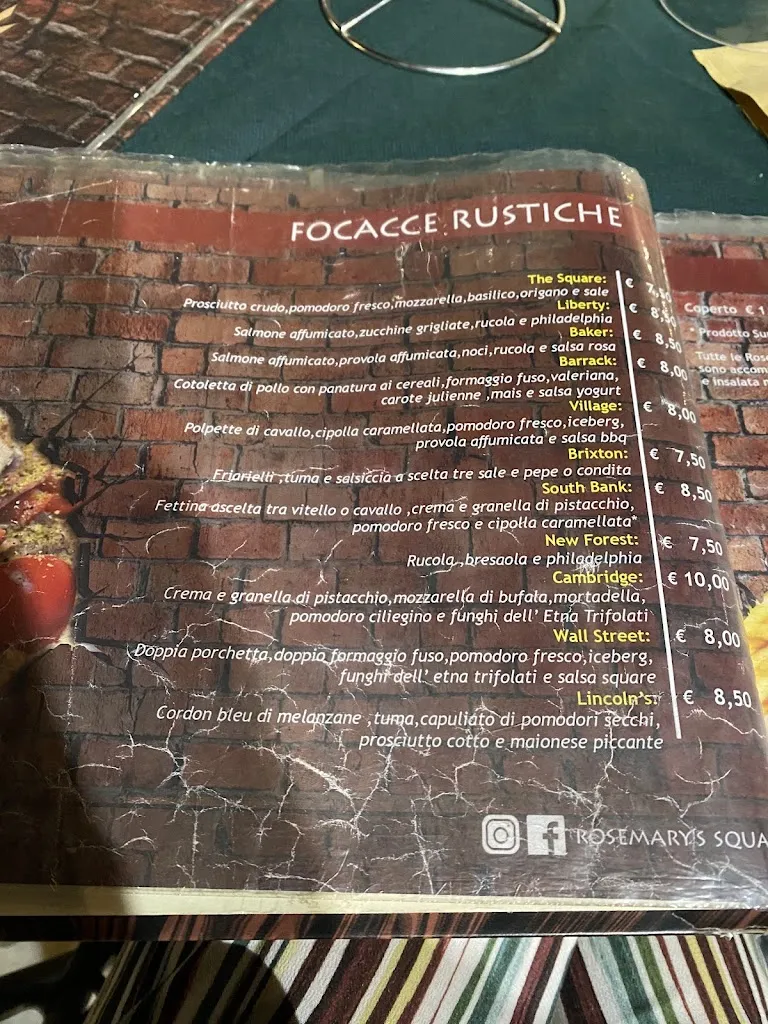 FOCACCE RUSTICHE
The Square: € 7,50
Prosciutto crudo,pomodoro fresco,mozzarella,basilico,origano e sale
Liberty: € 8,50
Salmone affumicato,zucchine grigliate,rucola e philadelphia
Baker: € 8,50
Salmone affumicato,provola affumicata,noci,rucola e salsa rosa
Barrack: € 8,00
Cotoletta di pollo con panatura ai cereali,formaggio fuso,valeriana,
carote julienne ,mais e salsa yogurt
Village: € 8,00
Polpette di cavallo,cipolla caramellata,pomodoro fresco,iceberg,
provola affumicata e salsa bbq
Brixton: € 7,50
Friarielli ,tuma e salsiccia a scelta tre sale e pepe o condita
South Bank: € 8,50
Fettina ascelta tra vitello o cavallo ,crema e granella di pistacchio,
pomodoro fresco e cipolla caramellata*
New Forest: € 7,50
Rucola ,bresaola e philadelphia
Cambridge: € 10,00
Crema e granella di pistacchio,mozzarella di bufala,mortadella,
pomodoro ciliegino e funghi dell' Etna Trifolati
Wall Street: € 8,00
Doppia porchetta,doppio formaggio fuso,pomodoro fresco,iceberg,
funghi dell' etna trifolati e salsa square
Lincoln's: € 8,50
Cordon bleu di melanzane ,tuma,capuliato di pomodori secchi,
prosciutto cotto e maionese piccante
ROSEMARY'S SQUA
Coperto € 1
* Prodotto Su
Tutte le Rose
sono accom
e insalata